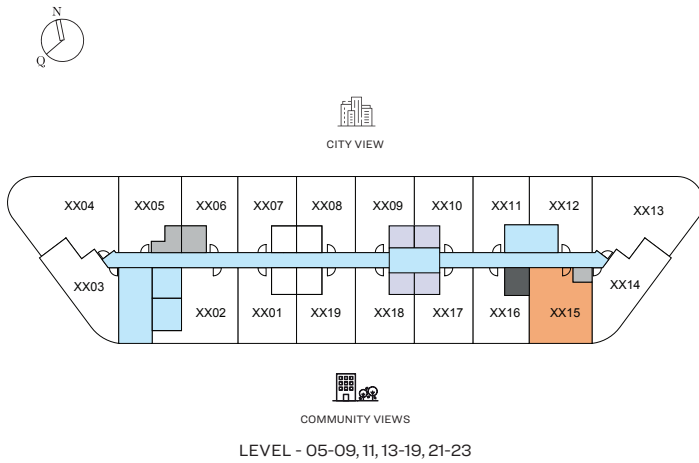 N
Q
CITY VIEW
XX04 XX05 XX06 XX07 XX08 XX09 XX10 XX11 XX12 XX13
XX03 XX02 XX01 XX19 XX18 XX17 XX16 XX15 XX14
COMMUNITY VIEWS
LEVEL - 05-09, 11, 13-19, 21-23